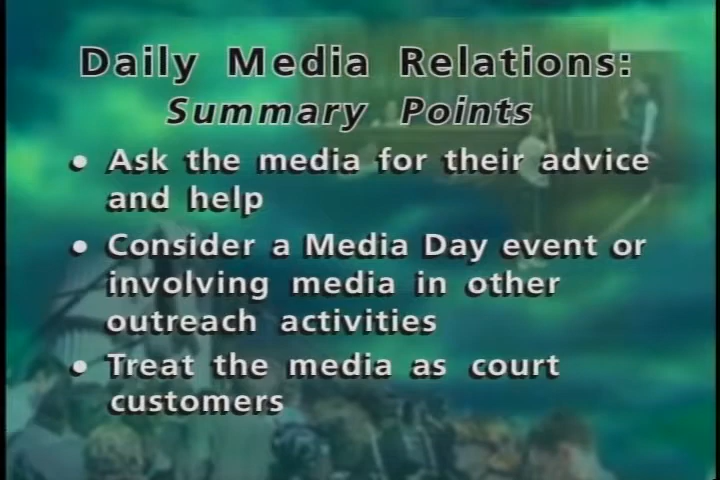 Daily Media Relations:
Summary Points
• Ask the media for their advice
and help
• Consider a Media Day event or
involving media in other
outreach activities
• Treat the media as court
customers